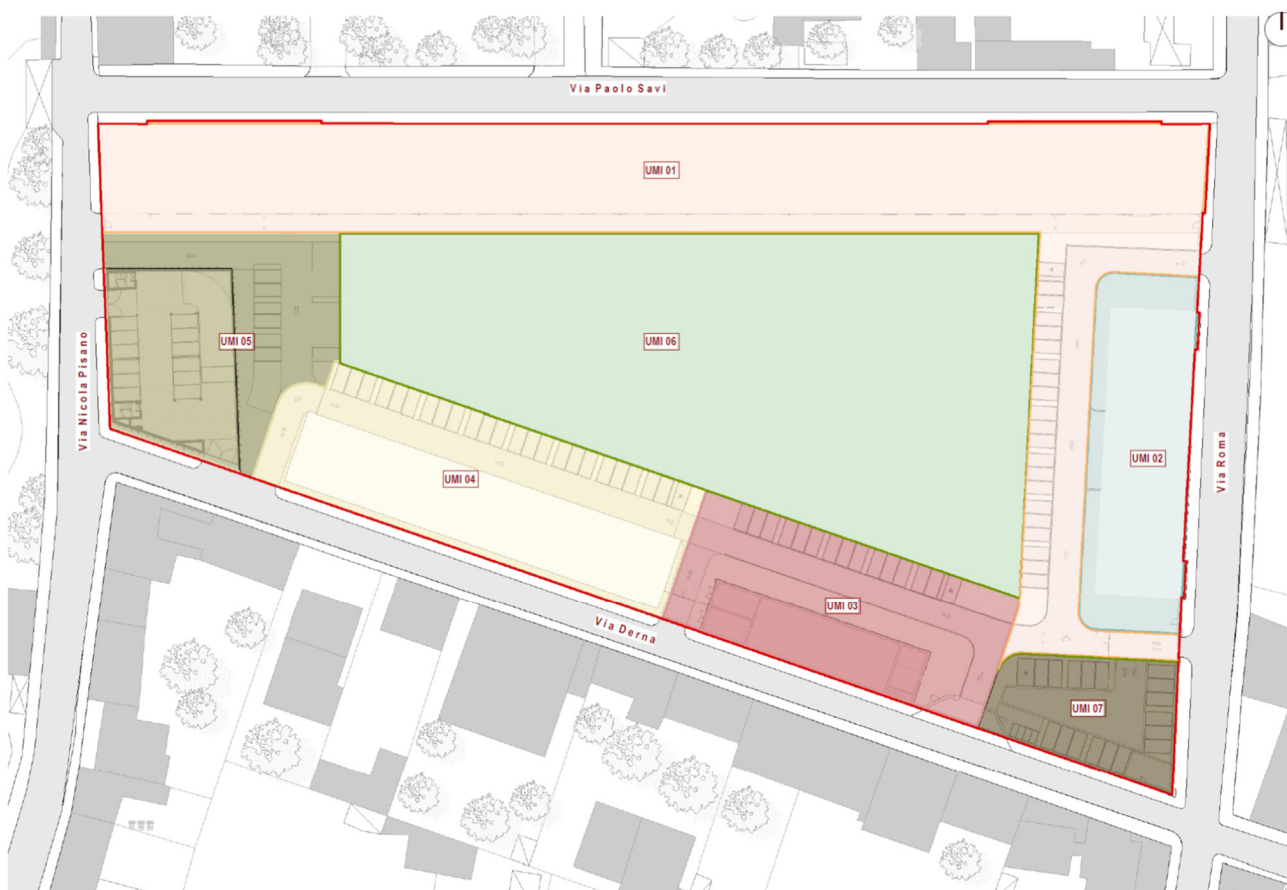 Via Paolo Savi
UMI 01
UMI 05
UMI 06
Via Nicola Pisano
UMI 02
Via Roma
UMI 04
UMI 03
Via Derna
UMI 07